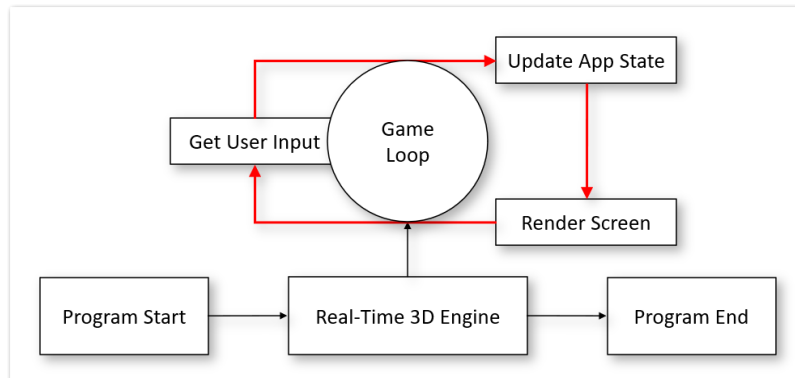 Update App State
Get User Input
Game
Loop
Render Screen
Program Start
Real-Time 3D Engine
Program End